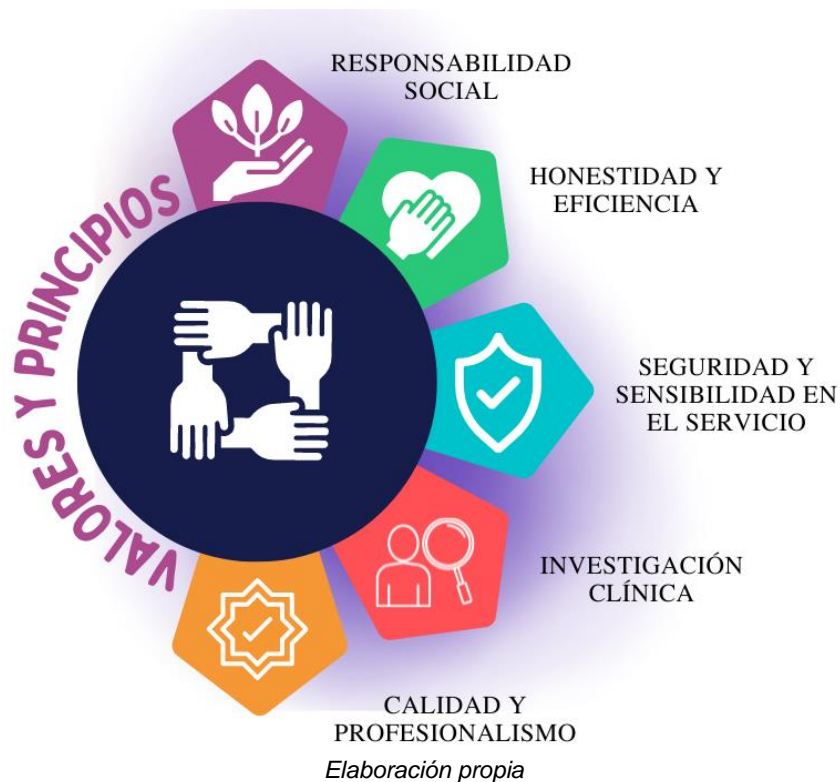 VALORES Y PRINCIPIOS
RESPONSABILIDAD
SOCIAL
HONESTIDAD Y
EFICIENCIA
SEGURIDAD Y
SENSIBILIDAD EN
EL SERVICIO
INVESTIGACIÓN
CLÍNICA
CALIDAD Y
PROFESIONALISMO
Elaboración propia